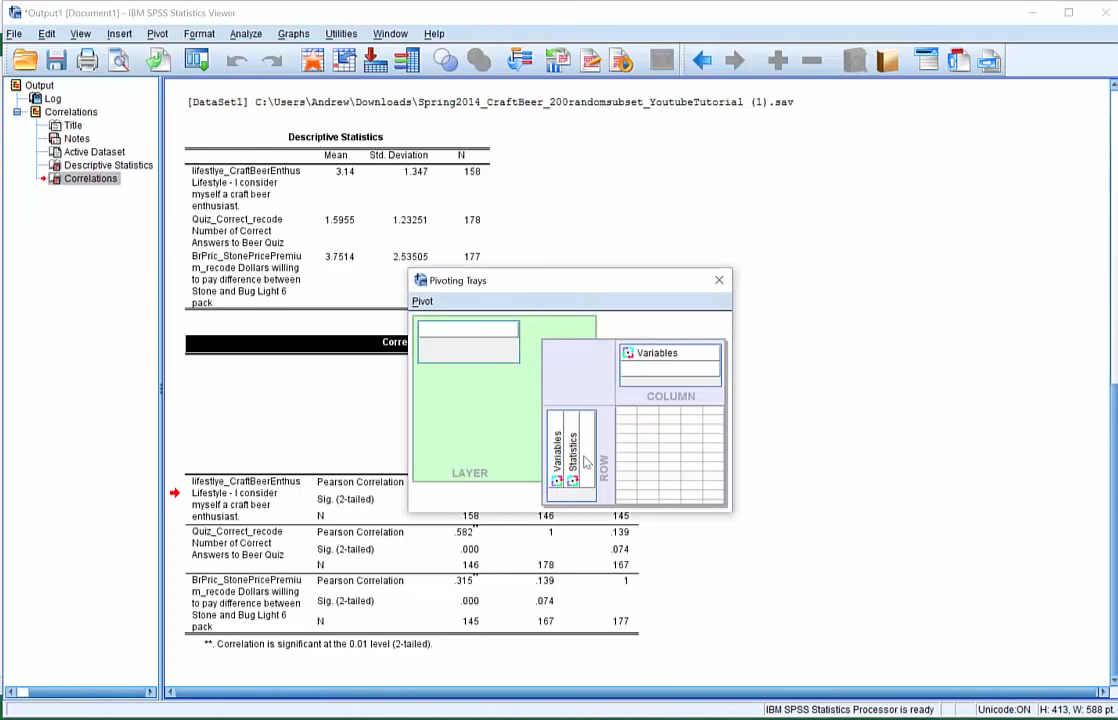 *Output1 [Document1] - IBM SPSS Statistics Viewer
File Edit View Insert Pivot Format Analyze Graphs Utilities Window Help
Output
Log
Correlations
Title
Notes
Active Dataset
Descriptive Statistics
Correlations
[DataSet1] C:\Users\Andrew\Downloads\Spring2014_CraftBeer_200randomsubset_YoutubeTutorial (1).sav
Descriptive Statistics
Mean Std. Deviation N
lifestlye_CraftBeerEnthus 3.14 1.347 158
Lifestyle - I consider
myself a craft beer
enthusiast.
Quiz_Correct_recode 1.5955 1.23251 178
Number of Correct
Answers to Beer Quiz
BrPric_StonePricePremiu 3.7514 2.53505 177
m_recode Dollars willing
to pay difference between
Stone and Bug Light 6
pack
Corre
Pivoting Trays
Pivot
Variables
COLUMN
Variables
Statistics
ROW
LAYER
lifestlye_CraftBeerEnthus Pearson Correlation
Lifestyle - I consider Sig. (2-tailed)
myself a craft beer
enthusiast. N 158 146 145
Quiz_Correct_recode Pearson Correlation .582** 1 .139
Number of Correct Sig. (2-tailed) .000 .074
Answers to Beer Quiz
N 146 178 167
BrPric_StonePricePremiu Pearson Correlation .315** .139 1
m_recode Dollars willing
to pay difference between Sig. (2-tailed) .000 .074
Stone and Bug Light 6
pack N 145 167 177
**. Correlation is significant at the 0.01 level (2-tailed).
IBM SPSS Statistics Processor is ready Unicode:ON H: 413, W: 588 pt